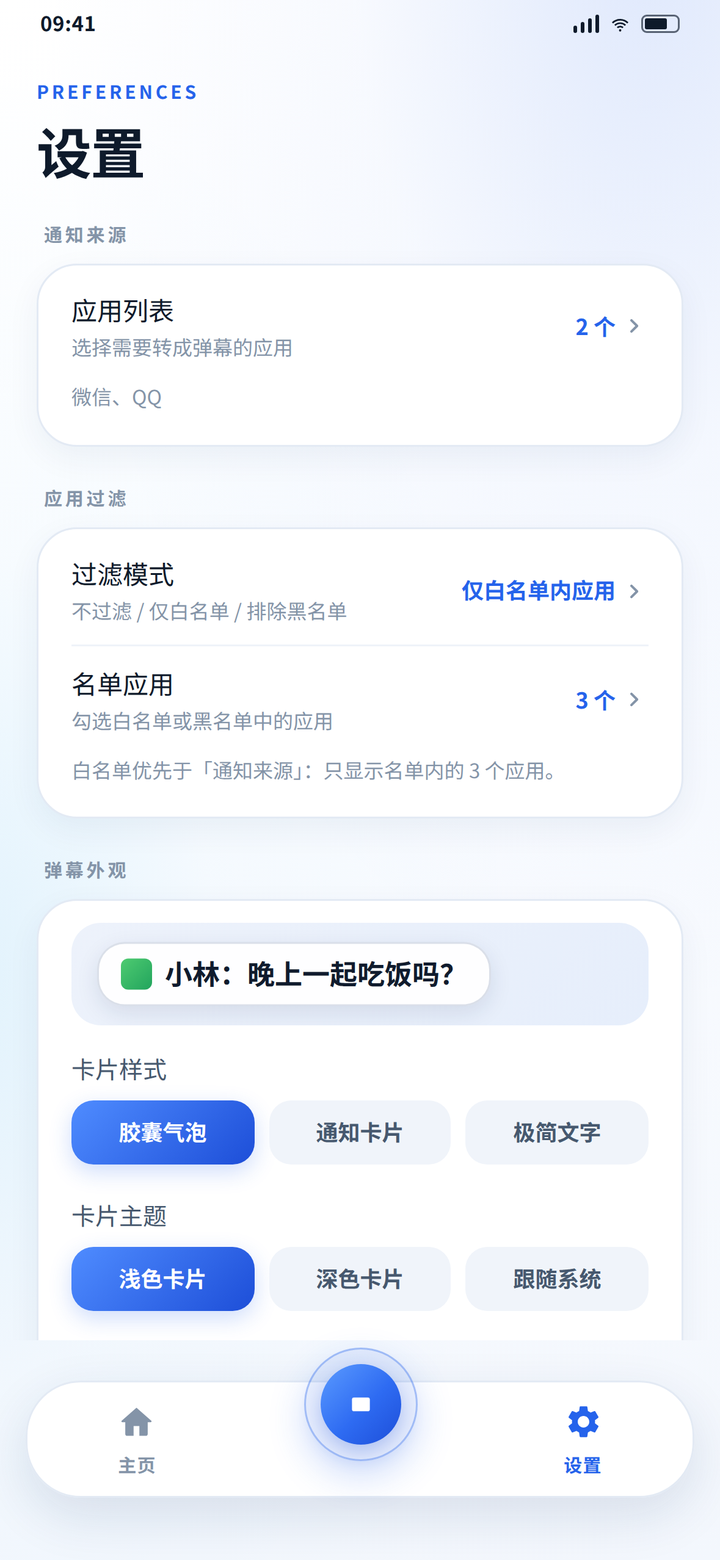 09:41
PREFERENCES
设置
通知来源
应用列表
选择需要转成弹幕的应用
2 个
微信、QQ
应用过滤
过滤模式
不过滤 / 仅白名单 / 排除黑名单
仅白名单内应用
名单应用
勾选白名单或黑名单中的应用
3 个
白名单优先于「通知来源」：只显示名单内的 3 个应用。
弹幕外观
小林：晚上一起吃饭吗？
卡片样式
胶囊气泡
通知卡片
极简文字
卡片主题
浅色卡片
深色卡片
跟随系统
主页
设置